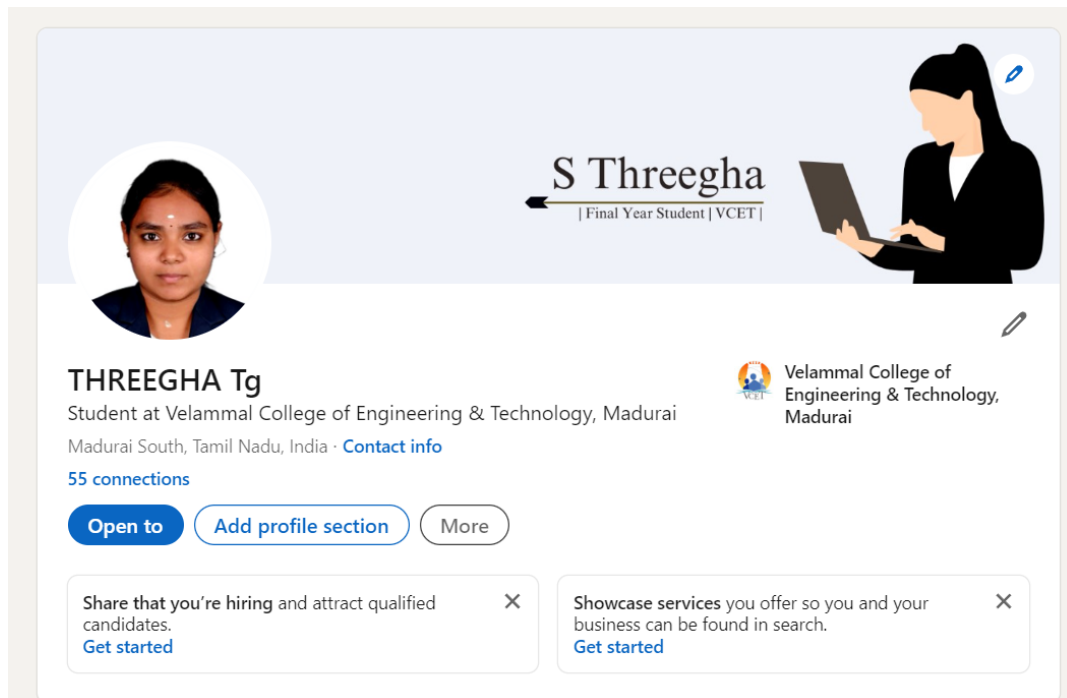 S Threegha
| Final Year Student | VCET |
THREEGHA Tg
Student at Velammal College of Engineering & Technology, Madurai
Madurai South, Tamil Nadu, India · Contact info
55 connections
VCET
Velammal College of
Engineering & Technology,
Madurai
Open to
Add profile section
More
Share that you’re hiring and attract qualified
candidates.
Get started
Showcase services you offer so you and your
business can be found in search.
Get started